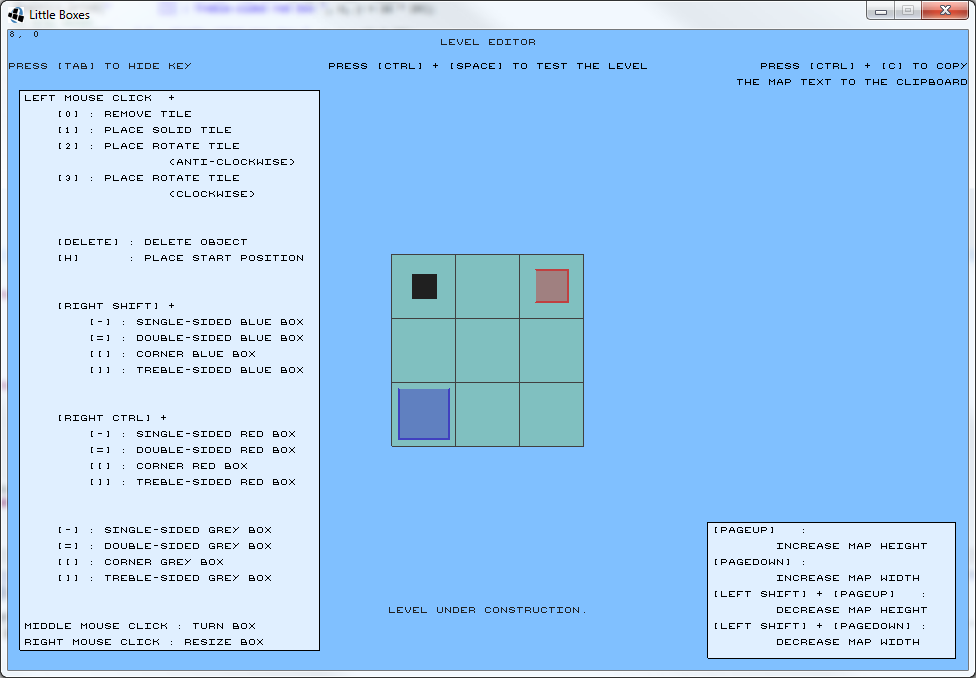 Little Boxes
8, 0
LEVEL EDITOR
PRESS [TAB] TO HIDE KEY
PRESS [CTRL] + [SPACE] TO TEST THE LEVEL
PRESS [CTRL] + [C] TO COPY
THE MAP TEXT TO THE CLIPBOARD
LEFT MOUSE CLICK +
[0] : REMOVE TILE
[1] : PLACE SOLID TILE
[2] : PLACE ROTATE TILE
(ANTI-CLOCKWISE)
[3] : PLACE ROTATE TILE
(CLOCKWISE)
[DELETE] : DELETE OBJECT
[H] : PLACE START POSITION
[RIGHT SHIFT] +
[-] : SINGLE-SIDED BLUE BOX
[=] : DOUBLE-SIDED BLUE BOX
[[] : CORNER BLUE BOX
[]] : TREBLE-SIDED BLUE BOX
[RIGHT CTRL] +
[-] : SINGLE-SIDED RED BOX
[=] : DOUBLE-SIDED RED BOX
[[] : CORNER RED BOX
[]] : TREBLE-SIDED RED BOX
[-] : SINGLE-SIDED GREY BOX
[=] : DOUBLE-SIDED GREY BOX
[[] : CORNER GREY BOX
[]] : TREBLE-SIDED GREY BOX
MIDDLE MOUSE CLICK : TURN BOX
RIGHT MOUSE CLICK : RESIZE BOX
LEVEL UNDER CONSTRUCTION.
[PAGEUP] :
INCREASE MAP HEIGHT
[PAGEDOWN] :
INCREASE MAP WIDTH
[LEFT SHIFT] + [PAGEUP] :
DECREASE MAP HEIGHT
[LEFT SHIFT] + [PAGEDOWN] :
DECREASE MAP WIDTH